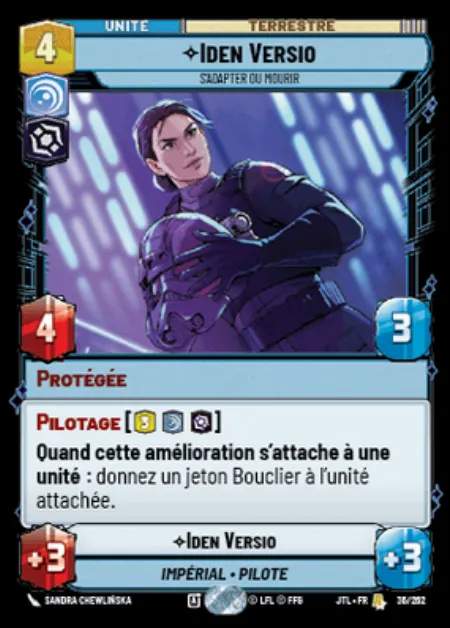 UNITÉ
TERRESTRE
4
✧IDEN VERSIO
S'ADAPTER OU MOURIR
4
3
PROTÉGÉE
PILOTAGE [3]
Quand cette amélioration s'attache à une
unité : donnez un jeton Bouclier à l'unité
attachée.
✧IDEN VERSIO
+3
+3
IMPÉRIAL • PILOTE
SANDRA CHEWLIŃSKA
A
© LFL © FFG
JTL • FR
36/262